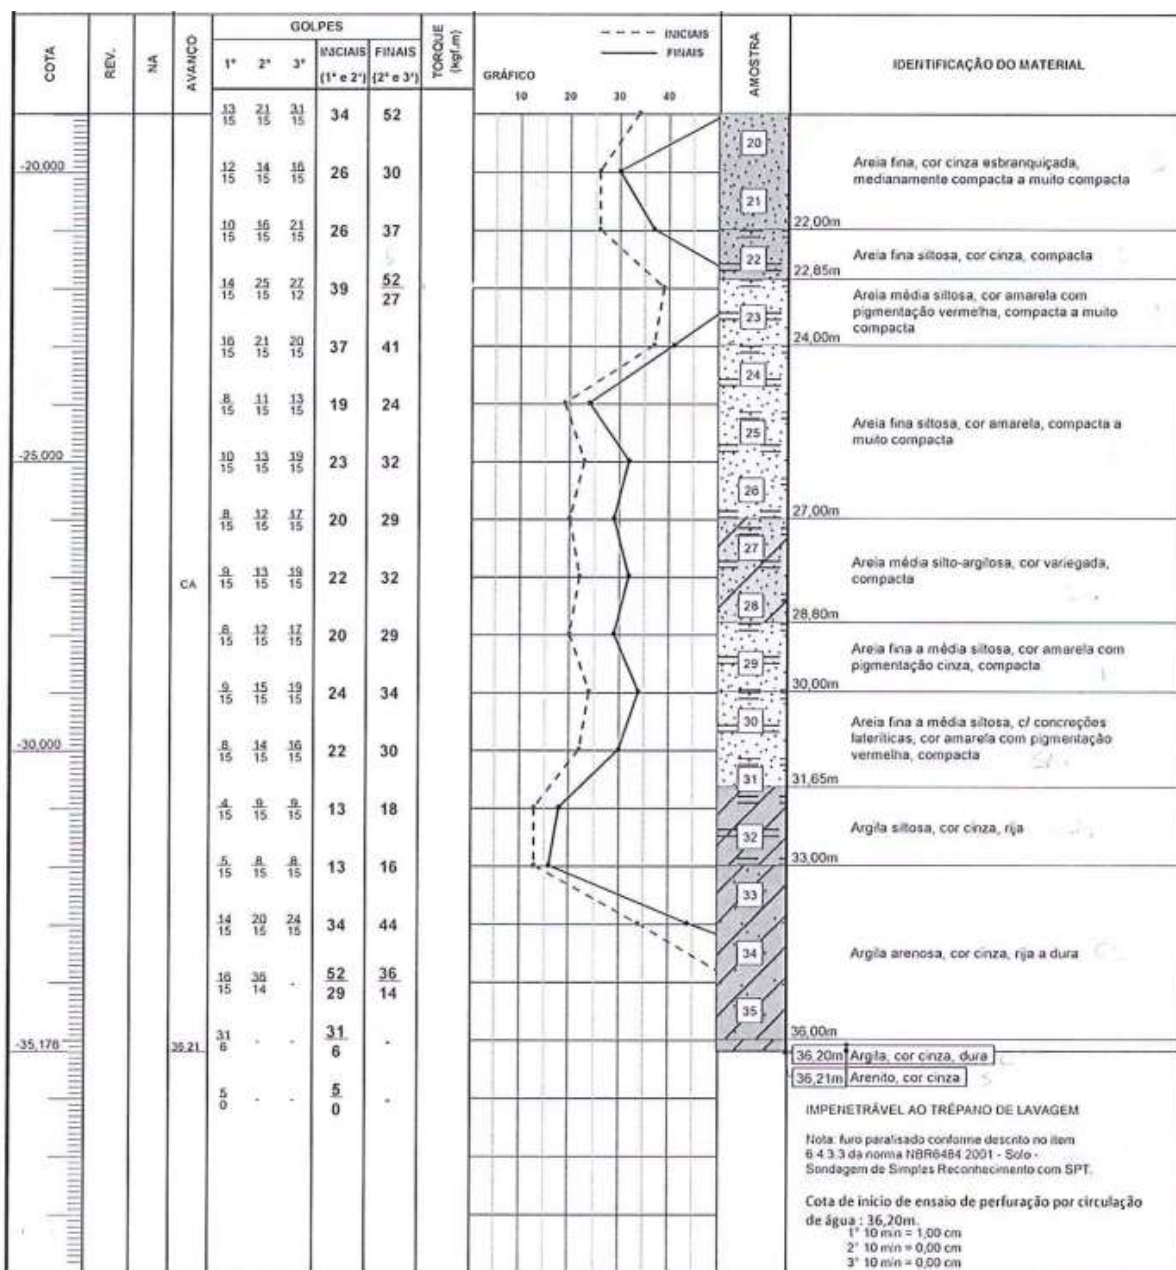 COTA REV. NA AVANÇO GOLPES TORQUE (kgf.m) GRÁFICO AMOSTRA IDENTIFICAÇÃO DO MATERIAL
1° 2° 3° INICIAIS (1° e 2°) FINAIS (2° e 3°)
INICIAIS
FINAIS
10 20 30 40
13/15 21/15 31/15 34 52
20
-20,000 12/15 14/15 16/15 26 30
Areia fina, cor cinza esbranquiçada,
medianamente compacta a muito compacta
21
10/15 16/15 21/15 26 37
22,00m
22
Areia fina siltosa, cor cinza, compacta
22,85m
14/15 25/15 27/12 39 52/27
Areia média siltosa, cor amarela com
pigmentação vermelha, compacta a muito
compacta
23
16/15 21/15 20/15 37 41
24,00m
24
8/15 11/15 13/15 19 24
Areia fina siltosa, cor amarela, compacta a
muito compacta
25
-25,000 10/15 13/15 19/15 23 32
26
8/15 12/15 17/15 20 29
27,00m
27
Areia média silto-argilosa, cor variegada,
compacta
CA 9/15 13/15 19/15 22 32
28
28,80m
8/15 12/15 17/15 20 29
Areia fina a média siltosa, cor amarela com
pigmentação cinza, compacta
29
9/15 15/15 19/15 24 34
30,00m
30
Areia fina a média siltosa, c/ concreções
lateríticas, cor amarela com pigmentação
vermelha, compacta
-30,000 8/15 14/15 16/15 22 30
31
31,65m
4/15 9/15 9/15 13 18
32
Argila siltosa, cor cinza, rija
5/15 8/15 8/15 13 16
33,00m
33
14/15 20/15 24/15 34 44
34
Argila arenosa, cor cinza, rija a dura
16/15 36/14 - 52/29 36/14
35
36,00m
-35,176 36.21 31/6 - - 31/6 -
36,20m Argila, cor cinza, dura
36,21m Arenito, cor cinza
5/0 - - 5/0 -
IMPENETRÁVEL AO TRÉPANO DE LAVAGEM
Nota: furo paralisado conforme descrito no item
6.4.3.3 da norma NBR6484:2001 - Solo -
Sondagem de Simples Reconhecimento com SPT.
Cota de início de ensaio de perfuração por circulação
de água : 36,20m.
1° 10 min = 1,00 cm
2° 10 min = 0,00 cm
3° 10 min = 0,00 cm